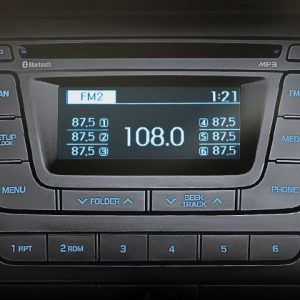 Bluetooth MP3
FM2 1:21
87.5 1 4 87.5
87.5 2 108.0 5 87.5
87.5 3 6 87.5
SETUP
MENU
∨ FOLDER ∧
∨ SEEK TRACK ∧
PHONE
1 RPT 2 RDM 3 4 5 6